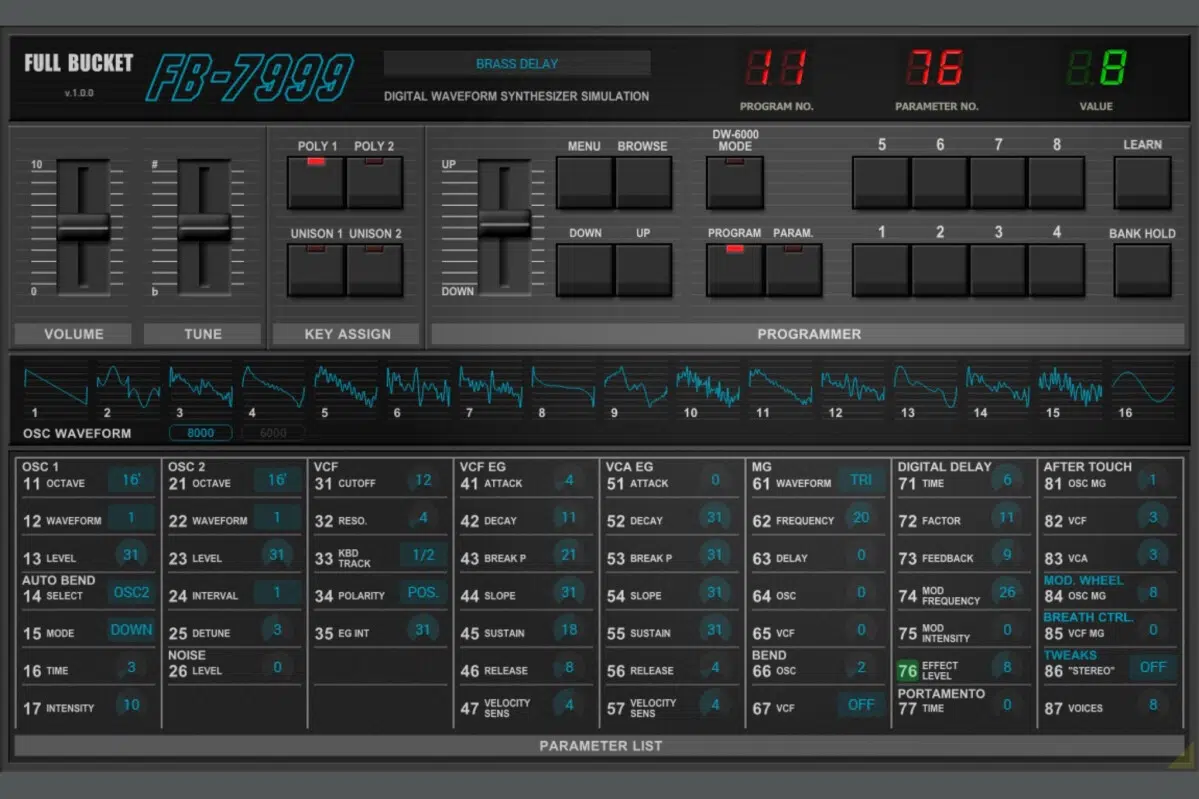 FULL BUCKET
v.1.0.0
FB-7999
BRASS DELAY
DIGITAL WAVEFORM SYNTHESIZER SIMULATION
11
PROGRAM NO.
76
PARAMETER NO.
8
VALUE
10
0
VOLUME
#
b
TUNE
POLY 1 POLY 2
UNISON 1 UNISON 2
KEY ASSIGN
UP
DOWN
MENU BROWSE
DOWN UP
DW-6000
MODE
PROGRAM PARAM.
5 6 7 8
1 2 3 4
LEARN
BANK HOLD
PROGRAMMER
1 2 3 4 5 6 7 8 9 10 11 12 13 14 15 16
OSC WAVEFORM 8000 6000
OSC 1
11 OCTAVE 16'
12 WAVEFORM 1
13 LEVEL 31
AUTO BEND
14 SELECT OSC2
15 MODE DOWN
16 TIME 3
17 INTENSITY 10
OSC 2
21 OCTAVE 16'
22 WAVEFORM 1
23 LEVEL 31
24 INTERVAL 1
25 DETUNE 3
NOISE
26 LEVEL 0
VCF
31 CUTOFF 12
32 RESO. 4
33 KBD TRACK 1/2
34 POLARITY POS.
35 EG INT 31
VCF EG
41 ATTACK 4
42 DECAY 11
43 BREAK P 21
44 SLOPE 31
45 SUSTAIN 18
46 RELEASE 8
47 VELOCITY SENS 4
VCA EG
51 ATTACK 0
52 DECAY 31
53 BREAK P 31
54 SLOPE 31
55 SUSTAIN 31
56 RELEASE 4
57 VELOCITY SENS 4
MG
61 WAVEFORM TRI
62 FREQUENCY 20
63 DELAY 0
64 OSC 0
65 VCF 0
BEND
66 OSC 2
67 VCF OFF
DIGITAL DELAY
71 TIME 6
72 FACTOR 11
73 FEEDBACK 9
74 MOD FREQUENCY 26
75 MOD INTENSITY 0
76 EFFECT LEVEL 8
PORTAMENTO
77 TIME 0
AFTER TOUCH
81 OSC MG 1
82 VCF 3
83 VCA 3
MOD. WHEEL
84 OSC MG 8
BREATH CTRL.
85 VCF MG 0
TWEAKS
86 "STEREO" OFF
87 VOICES 8
PARAMETER LIST